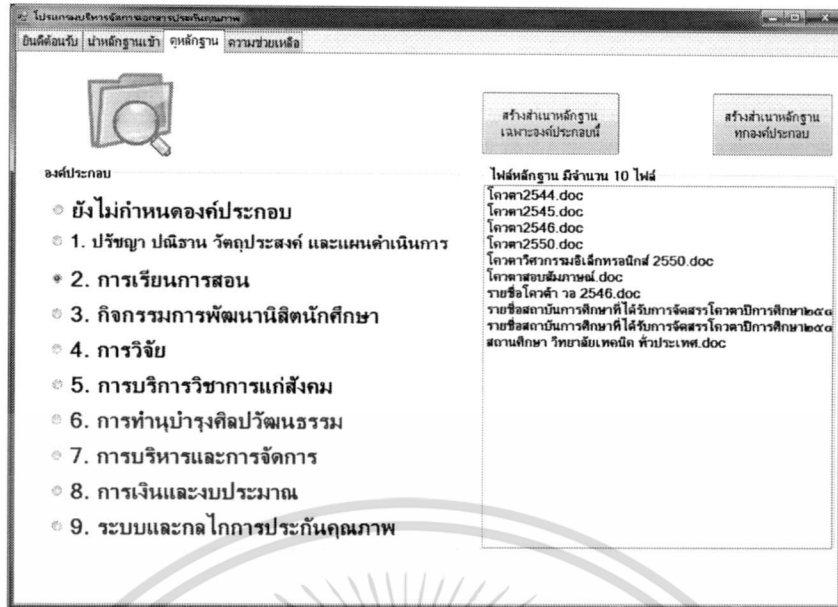 โปรแกรมบริหารจัดการเอกสารประกันคุณภาพ
ยินดีต้อนรับ นำหลักฐานเข้า ดูหลักฐาน ความช่วยเหลือ
สร้างสำเนาหลักฐาน
เฉพาะองค์ประกอบนี้
สร้างสำเนาหลักฐาน
ทุกองค์ประกอบ
องค์ประกอบ
ยังไม่กำหนดองค์ประกอบ
1. ปรัชญา ปณิธาน วัตถุประสงค์ และแผนดำเนินการ
2. การเรียนการสอน
3. กิจกรรมการพัฒนานิสิตนักศึกษา
4. การวิจัย
5. การบริการวิชาการแก่สังคม
6. การทำนุบำรุงศิลปวัฒนธรรม
7. การบริหารและการจัดการ
8. การเงินและงบประมาณ
9. ระบบและกลไกการประกันคุณภาพ
ไฟล์หลักฐาน มีจำนวน 10 ไฟล์
โควตา2544.doc
โควตา2545.doc
โควตา2546.doc
โควตา2550.doc
โควตาวิศวกรรมอิเล็กทรอนิกส์ 2550.doc
โควตาสอบสัมภาษณ์.doc
รายชื่อโควต้า วอ 2546.doc
รายชื่อสถาบันการศึกษาที่ได้รับการจัดสรรโควตาปีการศึกษา๒๕๔
รายชื่อสถาบันการศึกษาที่ได้รับการจัดสรรโควตาปีการศึกษา๒๕๔
สถานศึกษา วิทยาลัยเทคนิค ทั่วประเทศ.doc